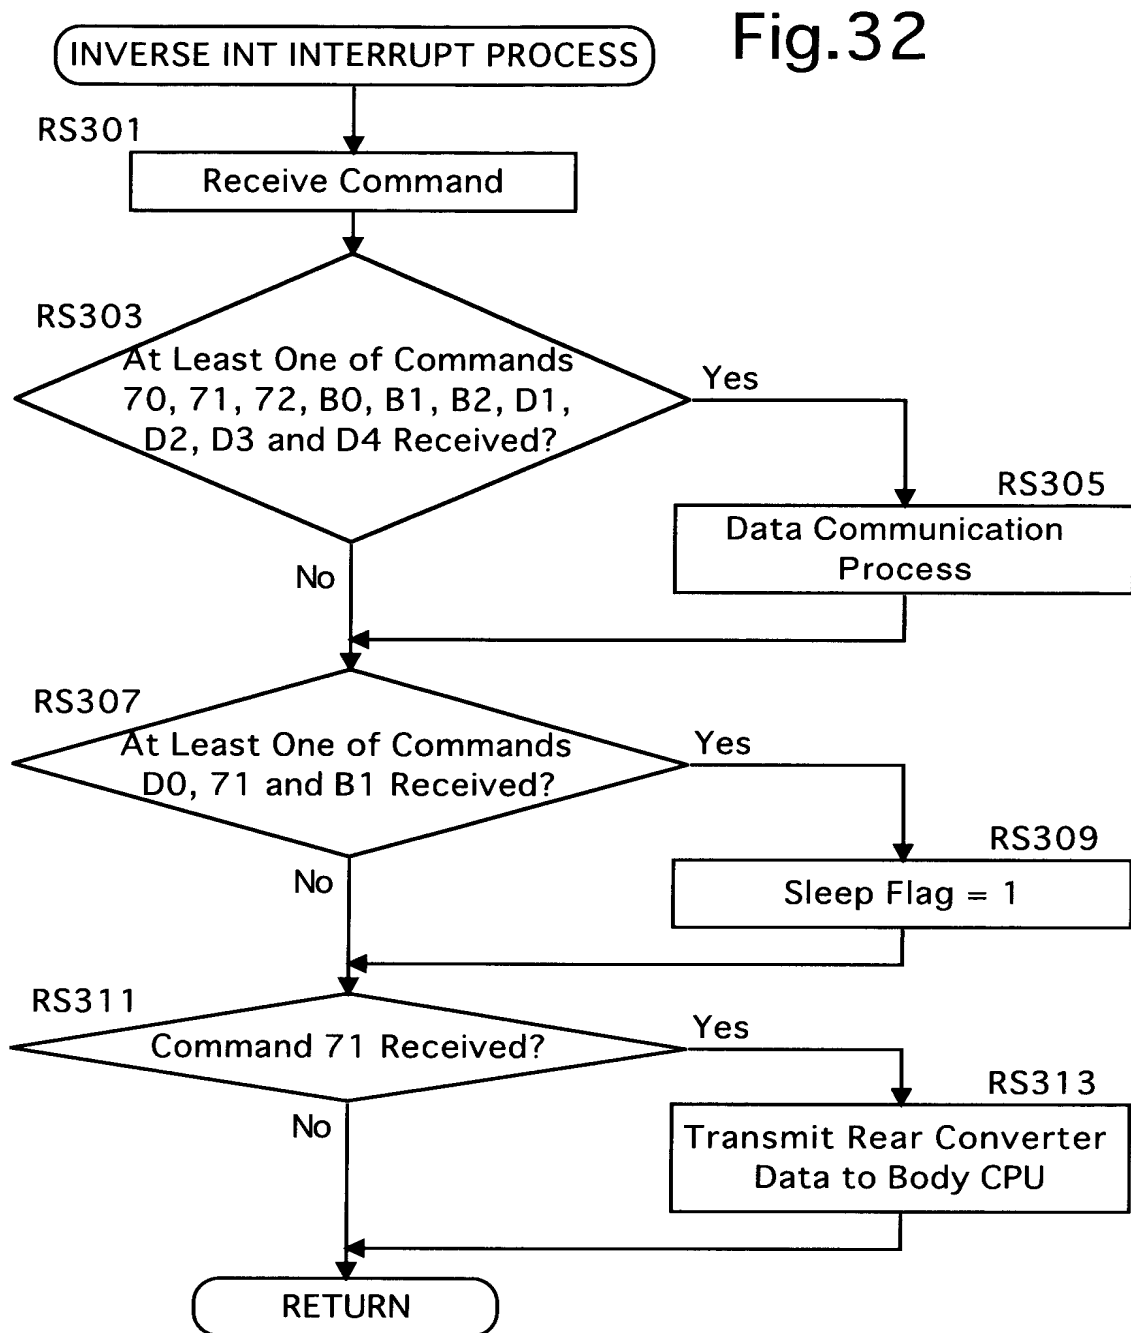 Fig.32
INVERSE INT INTERRUPT PROCESS
RS301
Receive Command
RS303
At Least One of Commands
70, 71, 72, B0, B1, B2, D1,
D2, D3 and D4 Received?
Yes
RS305
Data Communication
Process
No
RS307
At Least One of Commands
D0, 71 and B1 Received?
Yes
RS309
Sleep Flag = 1
No
RS311
Command 71 Received?
Yes
RS313
Transmit Rear Converter
Data to Body CPU
No
RETURN